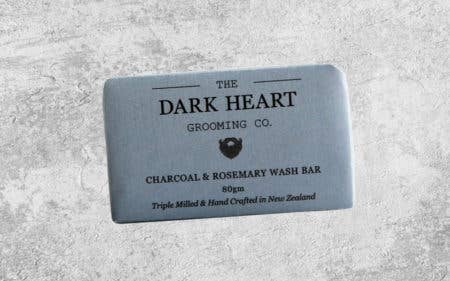 THE
DARK HEART
GROOMING CO.
CHARCOAL & ROSEMARY WASH BAR
80gm
Triple Milled & Hand Crafted in New Zealand